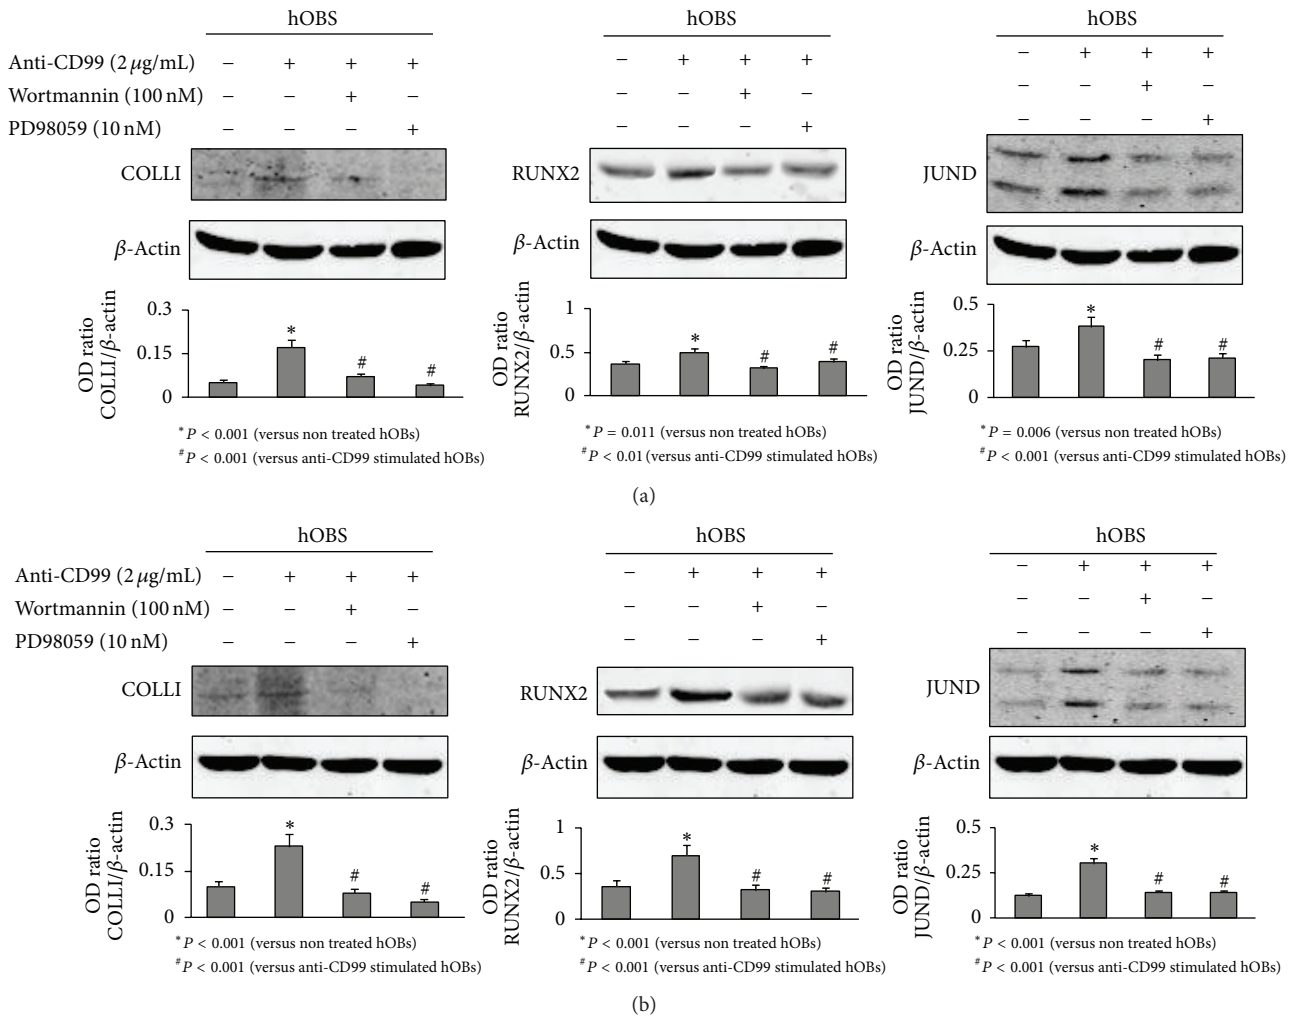 hOBS
Anti-CD99 (2 μg/mL) − + + +
Wortmannin (100 nM) − − + −
PD98059 (10 nM) − − − +
COLLI
β-Actin
OD ratio
COLLI/β-actin
0.3
0.15
0
*
#
#
* P < 0.001 (versus non treated hOBs)
# P < 0.001 (versus anti-CD99 stimulated hOBs)
hOBS
− + + +
− − + −
− − − +
RUNX2
β-Actin
OD ratio
RUNX2/β-actin
1
0.5
0
*
#
#
* P = 0.011 (versus non treated hOBs)
# P < 0.01 (versus anti-CD99 stimulated hOBs)
hOBS
− + + +
− − + −
− − − +
JUND
β-Actin
OD ratio
JUND/β-actin
0.5
0.25
0
*
#
#
* P = 0.006 (versus non treated hOBs)
# P < 0.001 (versus anti-CD99 stimulated hOBs)
(a)
hOBS
Anti-CD99 (2 μg/mL) − + + +
Wortmannin (100 nM) − − + −
PD98059 (10 nM) − − − +
COLLI
β-Actin
OD ratio
COLLI/β-actin
0.3
0.15
0
*
#
#
* P < 0.001 (versus non treated hOBs)
# P < 0.001 (versus anti-CD99 stimulated hOBs)
hOBS
− + + +
− − + −
− − − +
RUNX2
β-Actin
OD ratio
RUNX2/β-actin
1
0.5
0
*
#
#
* P < 0.001 (versus non treated hOBs)
# P < 0.001 (versus anti-CD99 stimulated hOBs)
hOBS
− + + +
− − + −
− − − +
JUND
β-Actin
OD ratio
JUND/β-actin
0.5
0.25
0
*
#
#
* P < 0.001 (versus non treated hOBs)
# P < 0.001 (versus anti-CD99 stimulated hOBs)
(b)